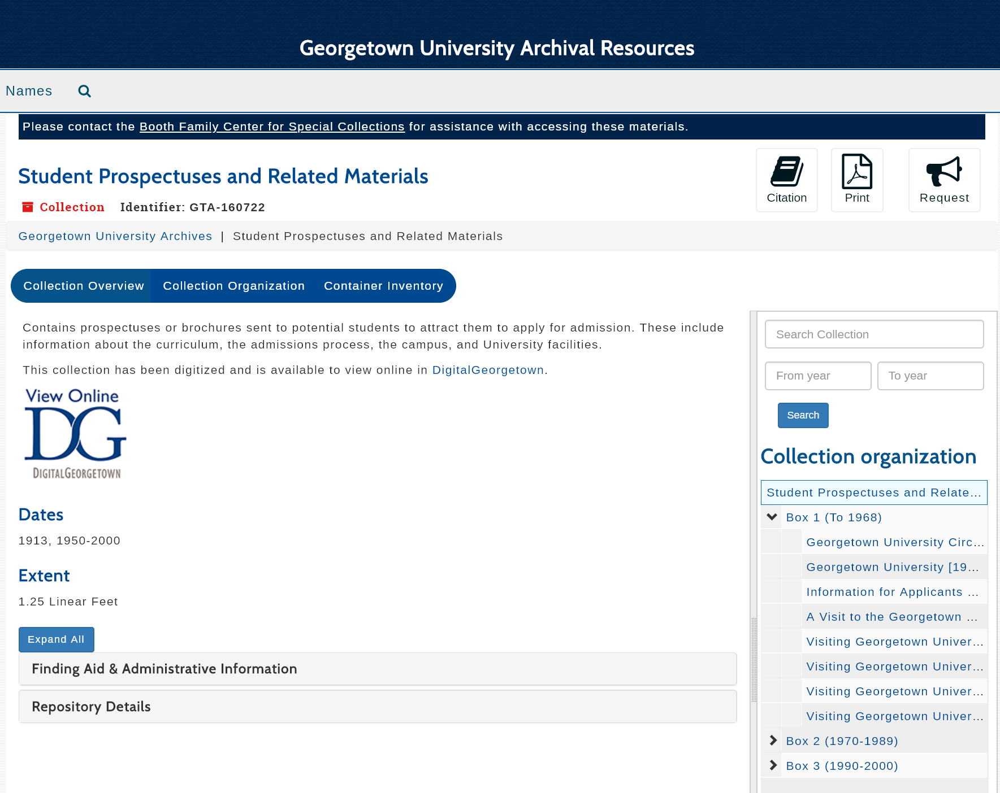 Georgetown University Archival Resources
Names
Please contact the Booth Family Center for Special Collections for assistance with accessing these materials.
Student Prospectuses and Related Materials
Citation
Print
Request
Collection Identifier: GTA-160722
Georgetown University Archives | Student Prospectuses and Related Materials
Collection Overview
Collection Organization
Container Inventory
Contains prospectuses or brochures sent to potential students to attract them to apply for admission. These include
information about the curriculum, the admissions process, the campus, and University facilities.
This collection has been digitized and is available to view online in DigitalGeorgetown.
View Online
DG
DIGITALGEORGETOWN
Dates
1913, 1950-2000
Extent
1.25 Linear Feet
Expand All
Finding Aid & Administrative Information
Repository Details
Search Collection
From year
To year
Search
Collection organization
Student Prospectuses and Relate...
Box 1 (To 1968)
Georgetown University Circ...
Georgetown University [19...
Information for Applicants ...
A Visit to the Georgetown ...
Visiting Georgetown Univer...
Visiting Georgetown Univer...
Visiting Georgetown Univer...
Visiting Georgetown Univer...
Box 2 (1970-1989)
Box 3 (1990-2000)